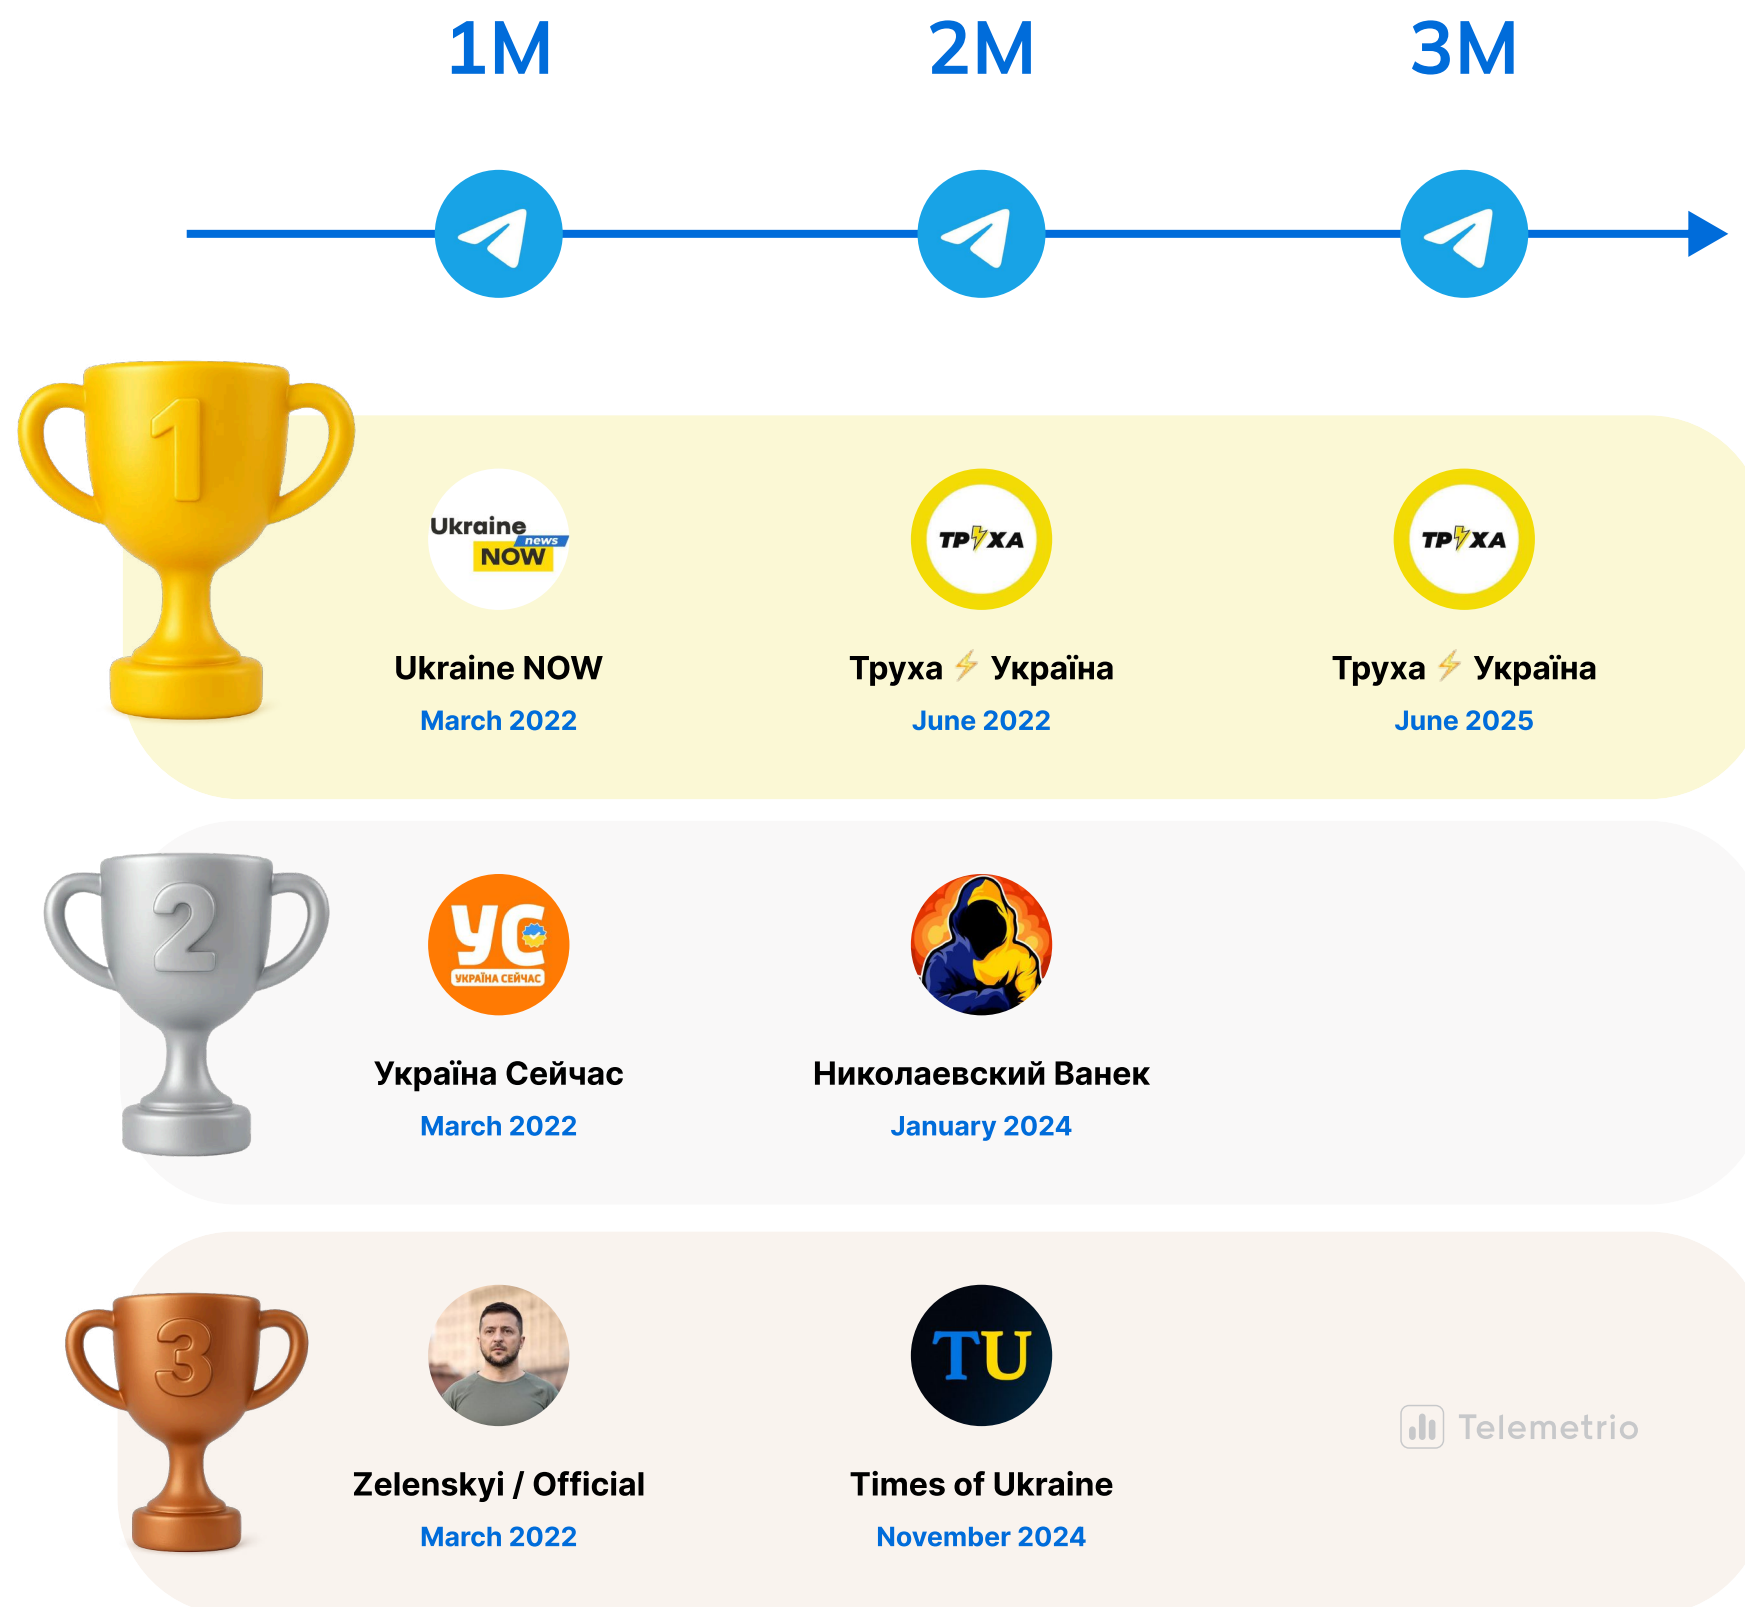 1M
2M
3M
1
Ukraine
news
NOW
ТРУХА
ТРУХА
Ukraine NOW
Труха ⚡ Україна
Труха ⚡ Україна
March 2022
June 2022
June 2025
2
УС
УКРАЇНА СЕЙЧАС
Україна Сейчас
Николаевский Ванек
March 2022
January 2024
3
TU
Telemetrio
Zelenskyi / Official
Times of Ukraine
March 2022
November 2024